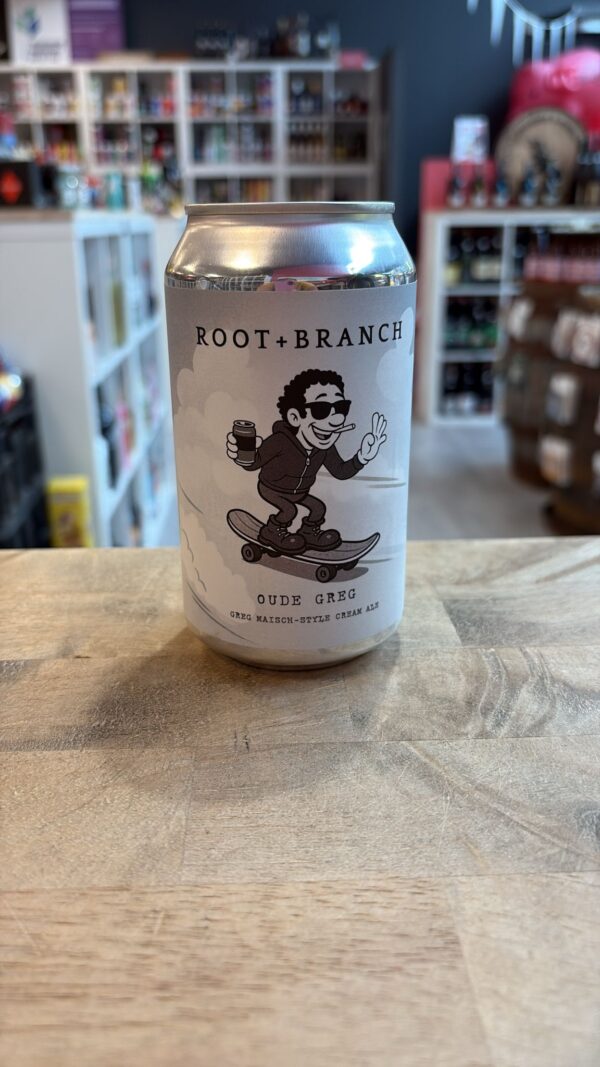 ROOT+BRANCH
OUDE GREG
GREG MAISCH-STYLE CREAM ALE